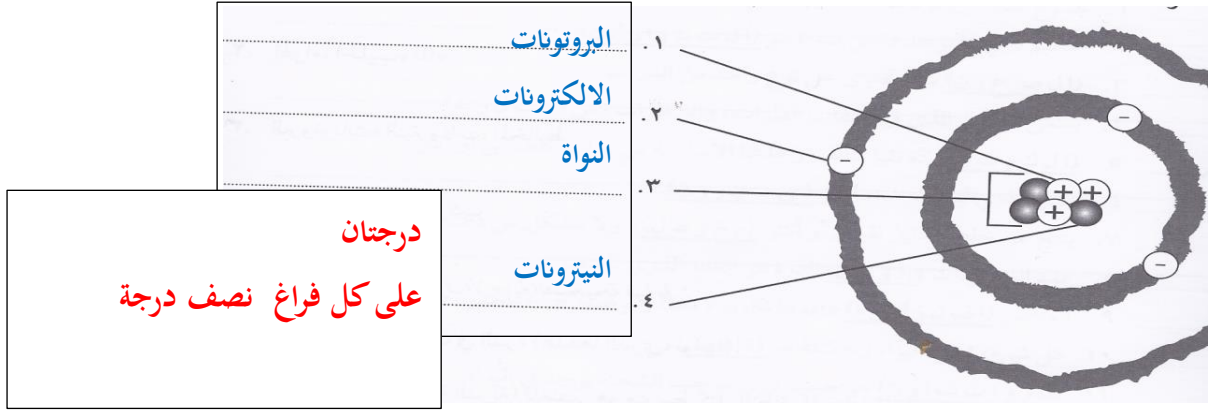 ١. البروتونات
٢. الالكترونات
٣. النواة
٤. النيترونات
درجتان
على كل فراغ نصف درجة